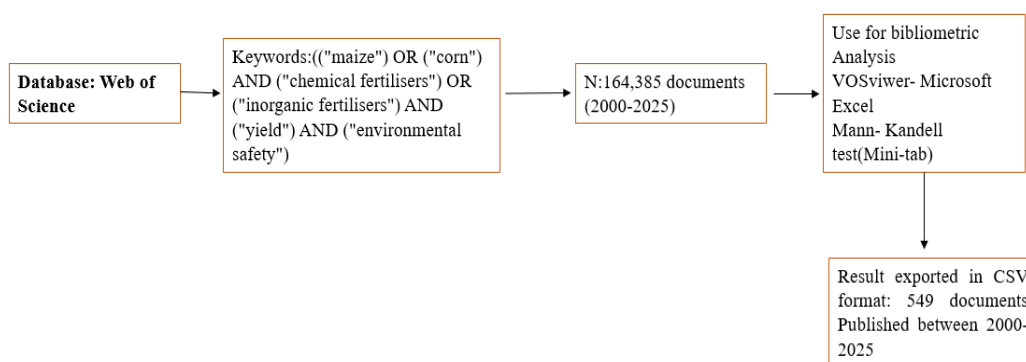 Database: Web of
Science
Keywords:(("maize") OR ("corn")
AND ("chemical fertilisers") OR
("inorganic fertilisers") AND
("yield") AND ("environmental
safety")
N:164,385 documents
(2000-2025)
Use for bibliometric
Analysis
VOSviwer- Microsoft
Excel
Mann- Kandell
test(Mini-tab)
Result exported in CSV
format: 549 documents
Published between 2000-
2025